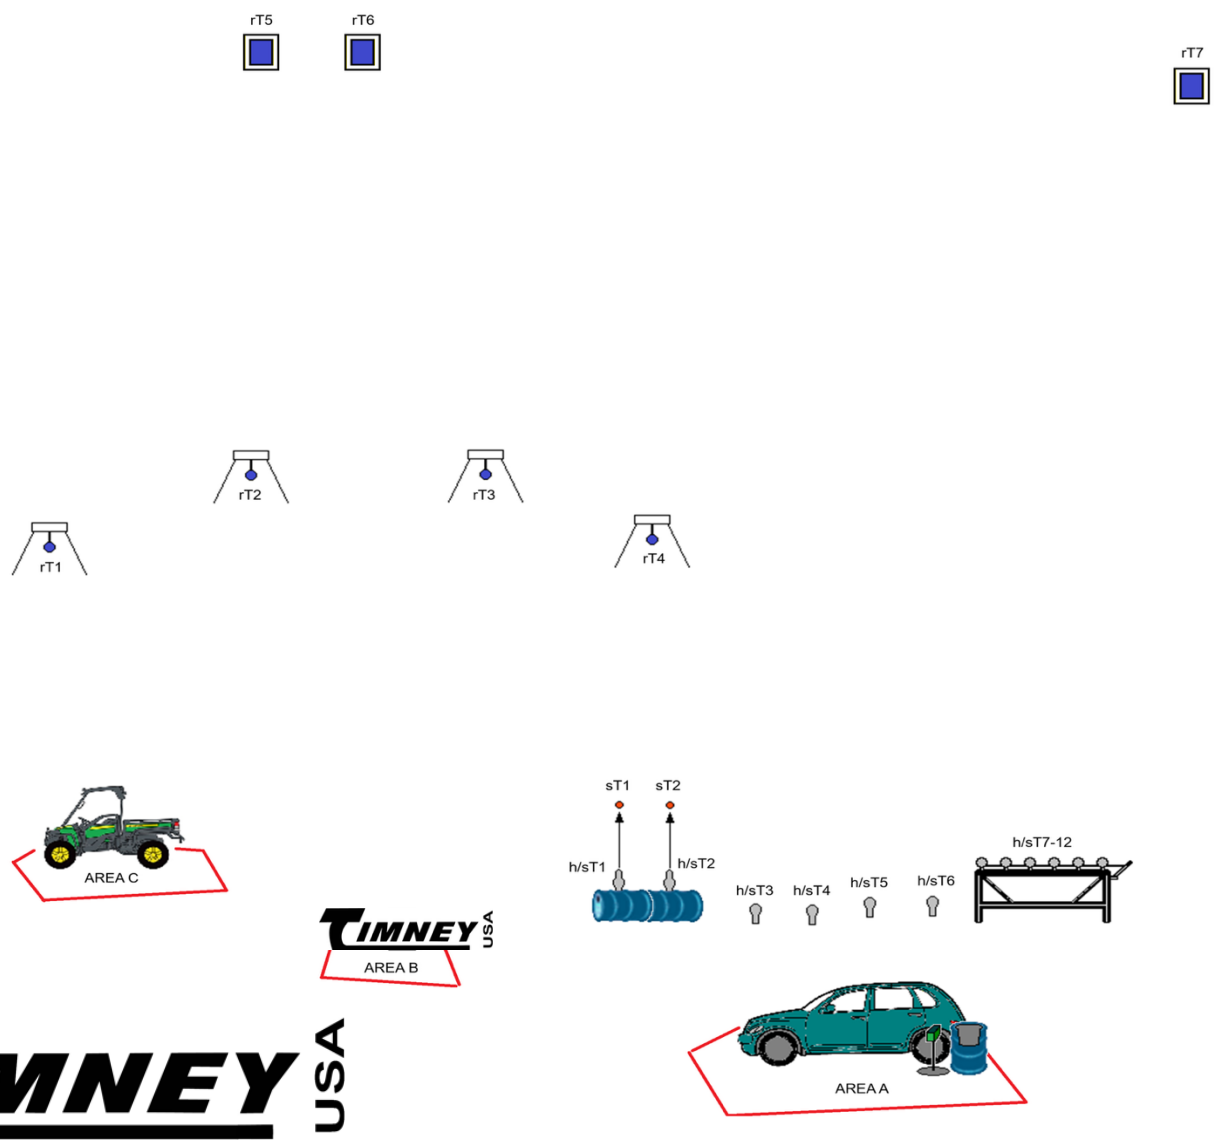 rT5
rT6
rT7
rT2
rT3
rT1
rT4
sT1
sT2
h/sT1
h/sT2
h/sT7-12
h/sT3
h/sT4
h/sT5
h/sT6
AREA C
TIMNEY USA
AREA B
MNEY USA
AREA A